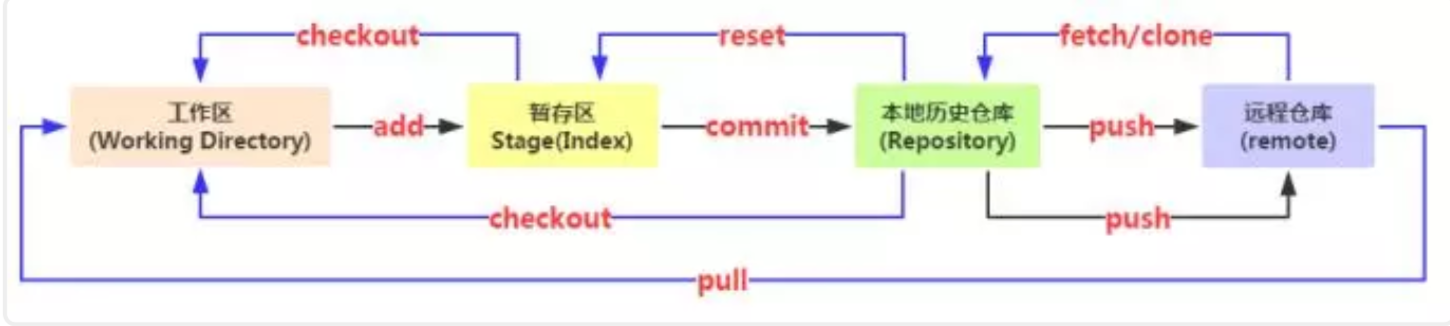 checkout
reset
fetch/clone
工作区
(Working Directory)
add
暂存区
Stage(Index)
commit
本地历史仓库
(Repository)
push
远程仓库
(remote)
checkout
push
pull